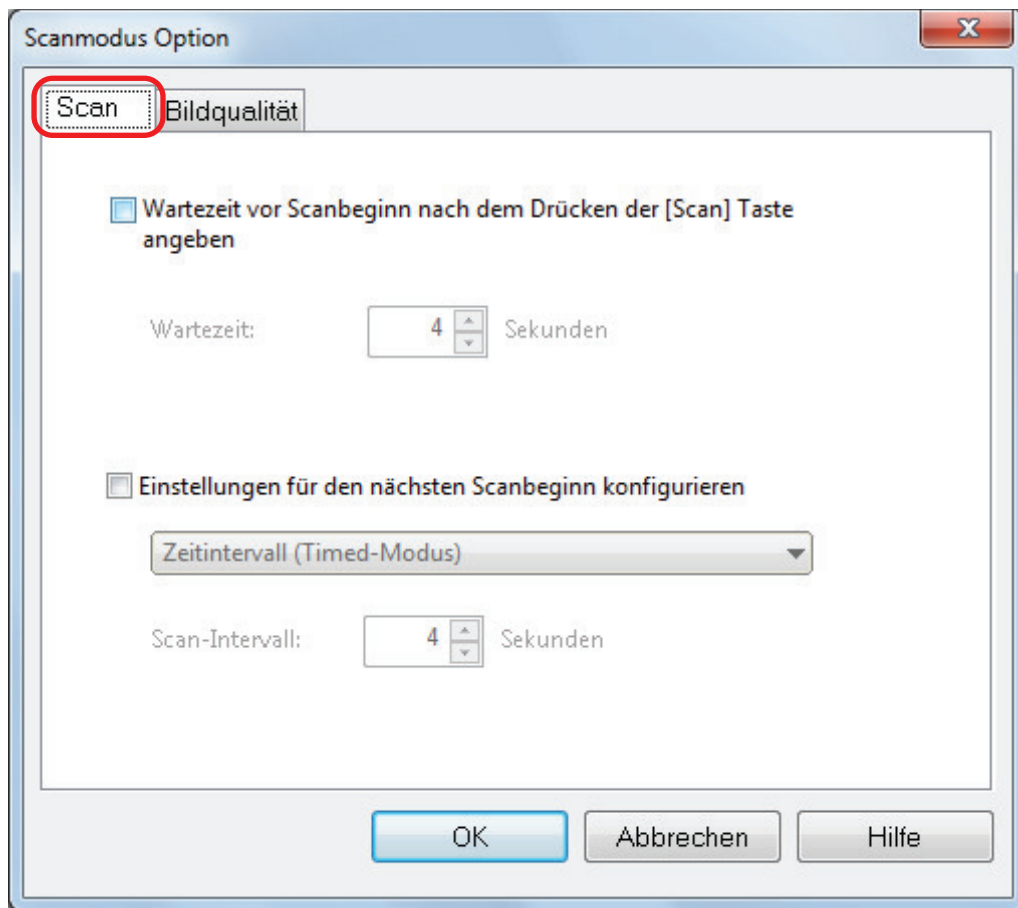 Scanmodus Option
x
Scan
Bildqualität
Wartezeit vor Scanbeginn nach dem Drücken der [Scan] Taste
angeben
Wartezeit: 4 Sekunden
Einstellungen für den nächsten Scanbeginn konfigurieren
Zeitintervall (Timed-Modus)
Scan-Intervall: 4 Sekunden
OK Abbrechen Hilfe